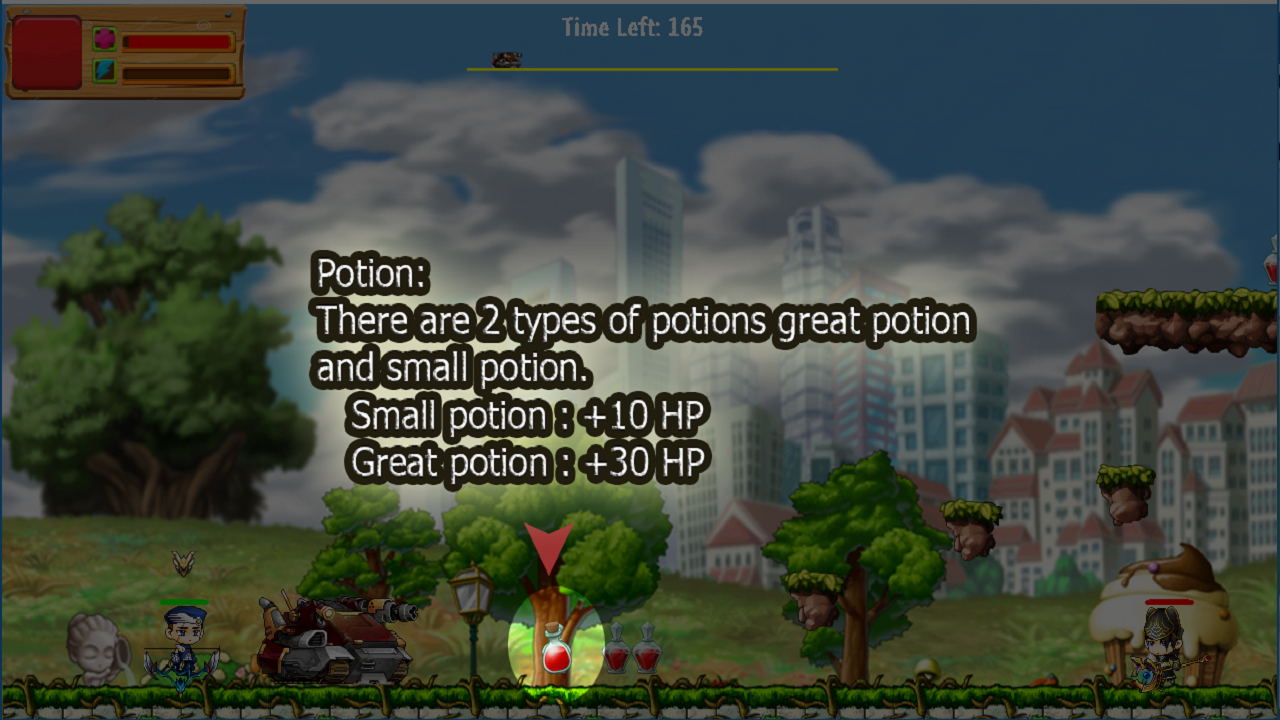 Time Left: 165
Potion:
There are 2 types of potions great potion
and small potion.
Small potion : +10 HP
Great potion : +30 HP